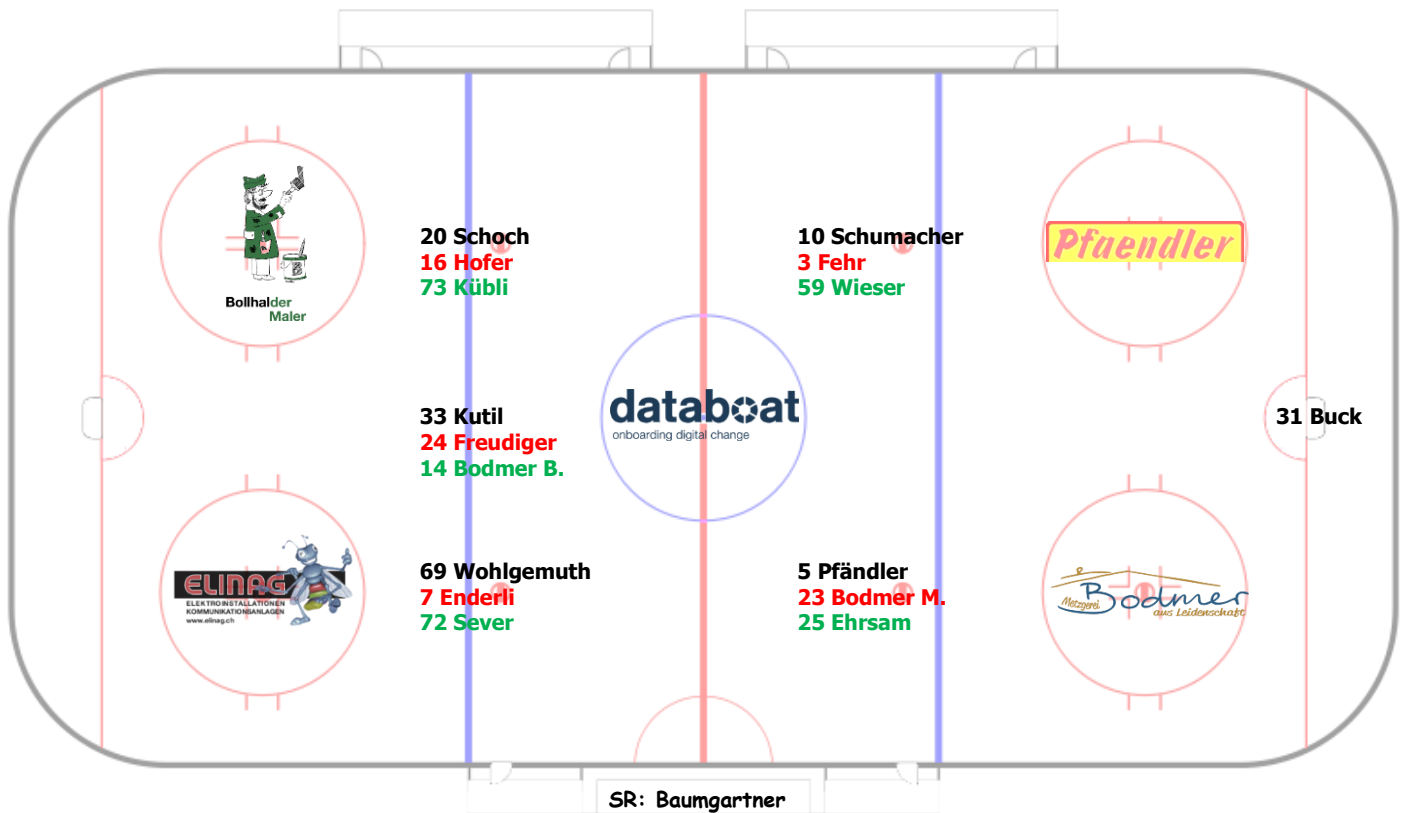 20 Schoch
16 Hofer
73 Kübli
10 Schumacher
3 Fehr
59 Wieser
Pfaendler
Bollhalder
Maler
33 Kutil
24 Freudiger
14 Bodmer B.
databoat
onboarding digital change
31 Buck
69 Wohlgemuth
7 Enderli
72 Sever
5 Pfändler
23 Bodmer M.
25 Ehrsam
ELINAG
ELEKTROINSTALLATIONEN
KOMMUNIKATIONSANLAGEN
www.elinag.ch
Metzgerei Bodmer
aus Leidenschaft
SR: Baumgartner